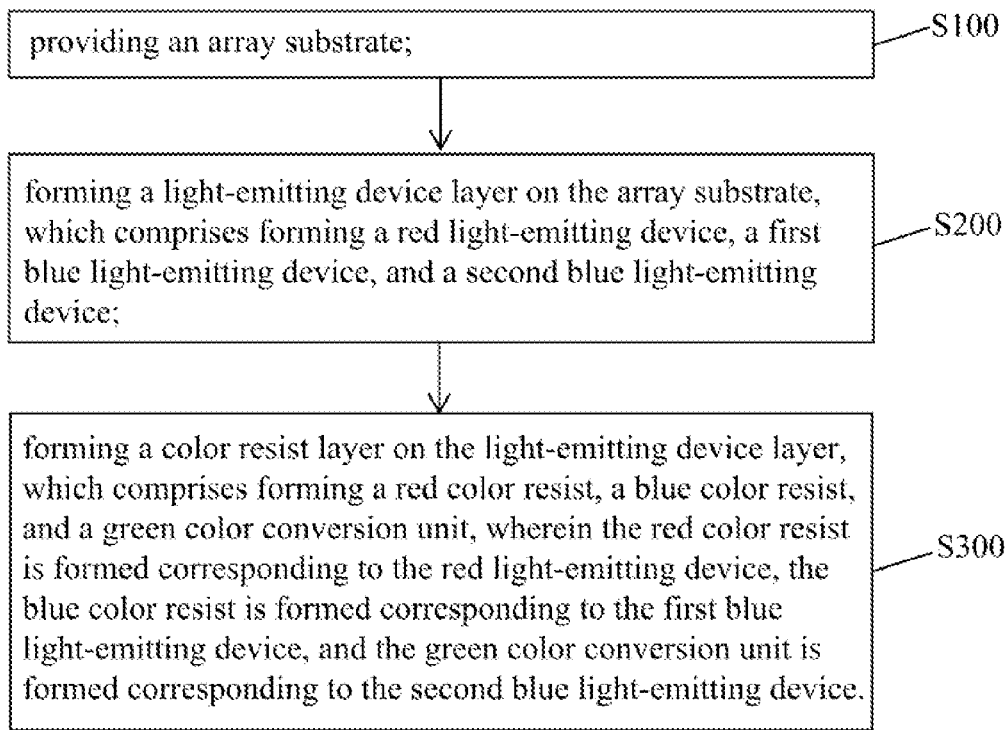 providing an array substrate;
S100
forming a light-emitting device layer on the array substrate,
which comprises forming a red light-emitting device, a first
blue light-emitting device, and a second blue light-emitting
device;
S200
forming a color resist layer on the light-emitting device layer,
which comprises forming a red color resist, a blue color resist,
and a green color conversion unit, wherein the red color resist
is formed corresponding to the red light-emitting device, the
blue color resist is formed corresponding to the first blue
light-emitting device, and the green color conversion unit is
formed corresponding to the second blue light-emitting device.
S300